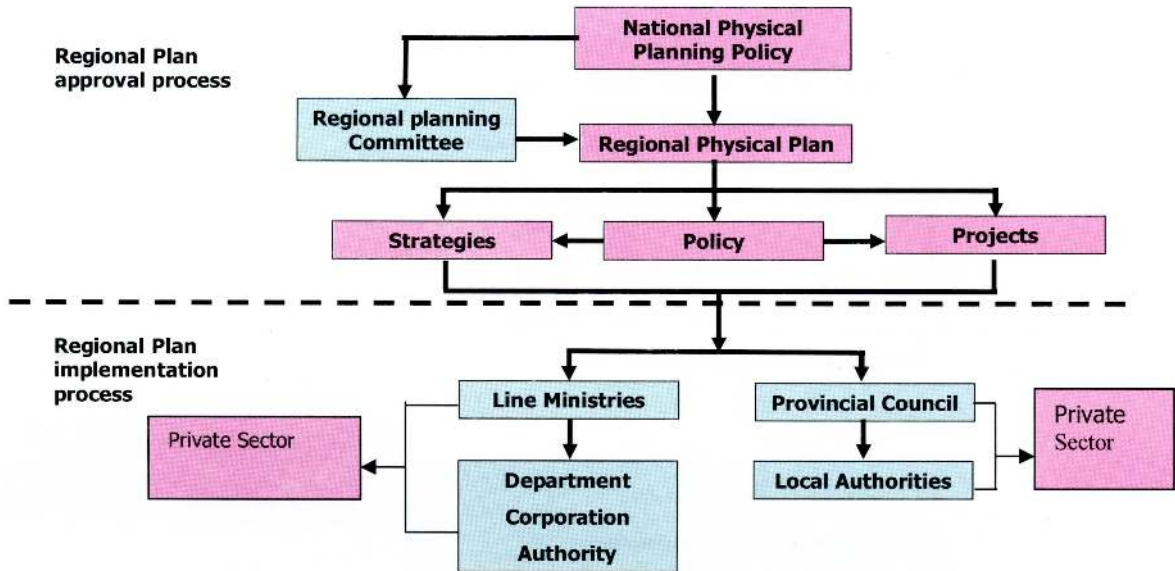 National Physical
Planning Policy
Regional Plan
approval process
Regional planning
Committee
Regional Physical Plan
Strategies
Policy
Projects
Regional Plan
implementation
process
Line Ministries
Provincial Council
Private Sector
Private
Sector
Department
Corporation
Authority
Local Authorities